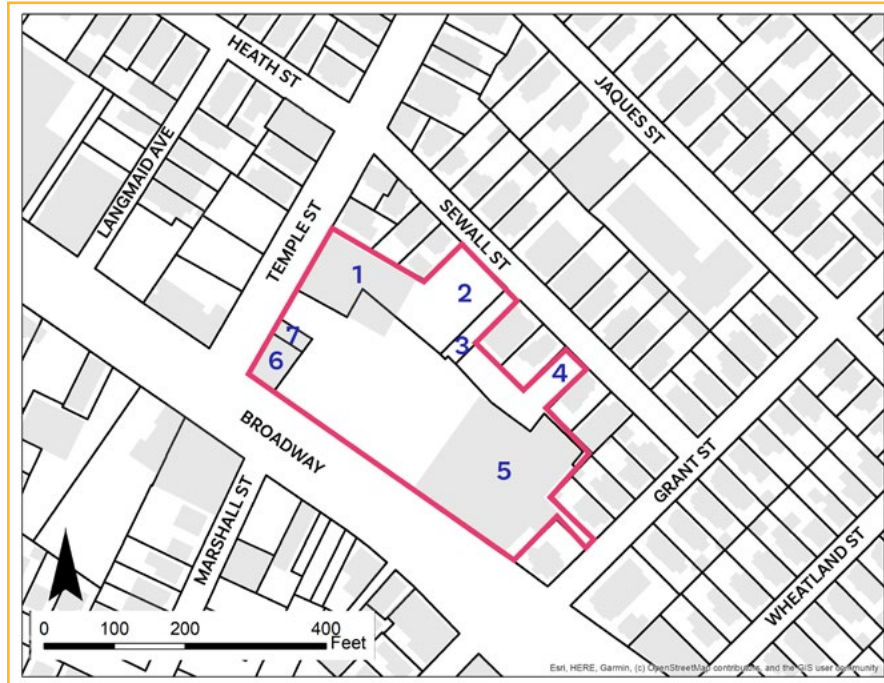 HEATH ST
JAQUES ST
LANGMAID AVE
TEMPLE ST
SEWALL ST
1
2
7
3
6
4
BROADWAY
5
GRANT ST
MARSHALL ST
WHEATLAND ST
0 100 200 400
Feet
Esri, HERE, Garmin, (c) OpenStreetMap contributors, and the GIS user community